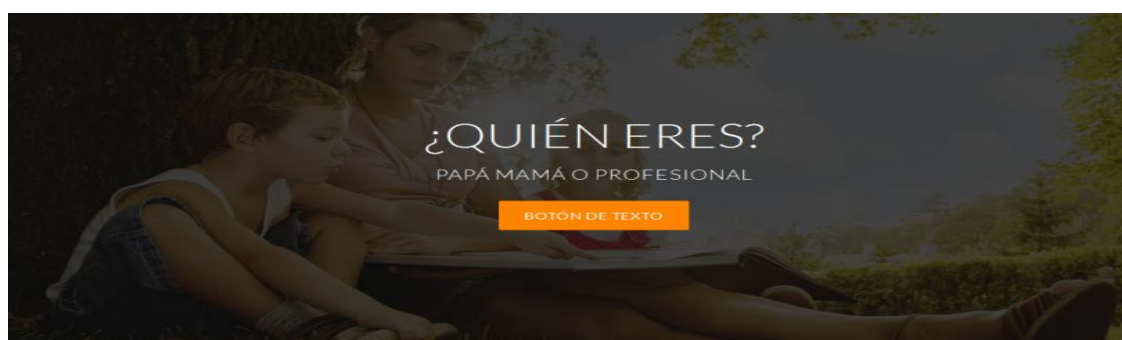 ¿QUIÉN ERES?
PAPÁ MAMÁ O PROFESIONAL
BOTÓN DE TEXTO